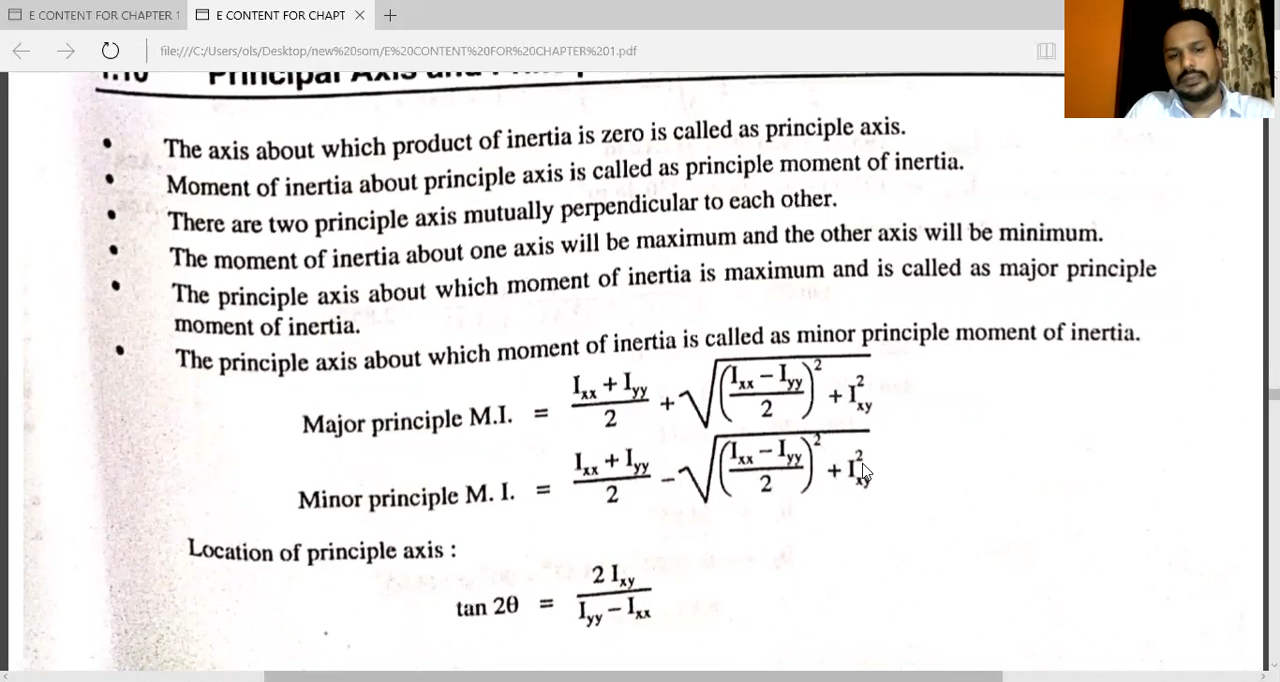 E CONTENT FOR CHAPTER 1
E CONTENT FOR CHAPT
file:///C:/Users/ols/Desktop/new%20som/E%20CONTENT%20FOR%20CHAPTER%201.pdf
1.10 Principal Axis and
• The axis about which product of inertia is zero is called as principle axis.
• Moment of inertia about principle axis is called as principle moment of inertia.
• There are two principle axis mutually perpendicular to each other.
• The moment of inertia about one axis will be maximum and the other axis will be minimum.
• The principle axis about which moment of inertia is maximum and is called as major principle
moment of inertia.
• The principle axis about which moment of inertia is called as minor principle moment of inertia.
Major principle M.I. = (Ixx + Iyy)/2 + √(((Ixx − Iyy)/2)² + I²xy)
Minor principle M. I. = (Ixx + Iyy)/2 − √(((Ixx − Iyy)/2)² + I²xy)
Location of principle axis :
tan 2θ = 2 Ixy/(Iyy − Ixx)